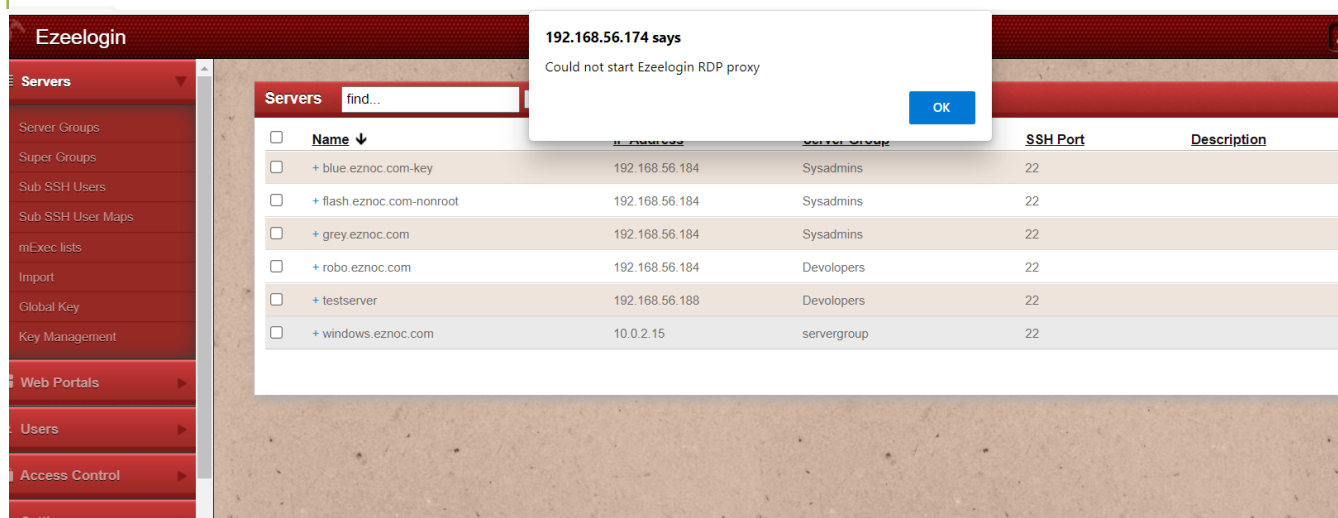 Ezeelogin
192.168.56.174 says
Could not start Ezeelogin RDP proxy
OK
Servers
Server Groups
Super Groups
Sub SSH Users
Sub SSH User Maps
mExec lists
Import
Global Key
Key Management
Web Portals
Users
Access Control
Servers find...
Name ↓ IP Address Server Group SSH Port Description
+ blue.eznoc.com-key 192.168.56.184 Sysadmins 22
+ flash.eznoc.com-nonroot 192.168.56.184 Sysadmins 22
+ grey.eznoc.com 192.168.56.184 Sysadmins 22
+ robo.eznoc.com 192.168.56.184 Devolopers 22
+ testserver 192.168.56.188 Devolopers 22
+ windows.eznoc.com 10.0.2.15 servergroup 22